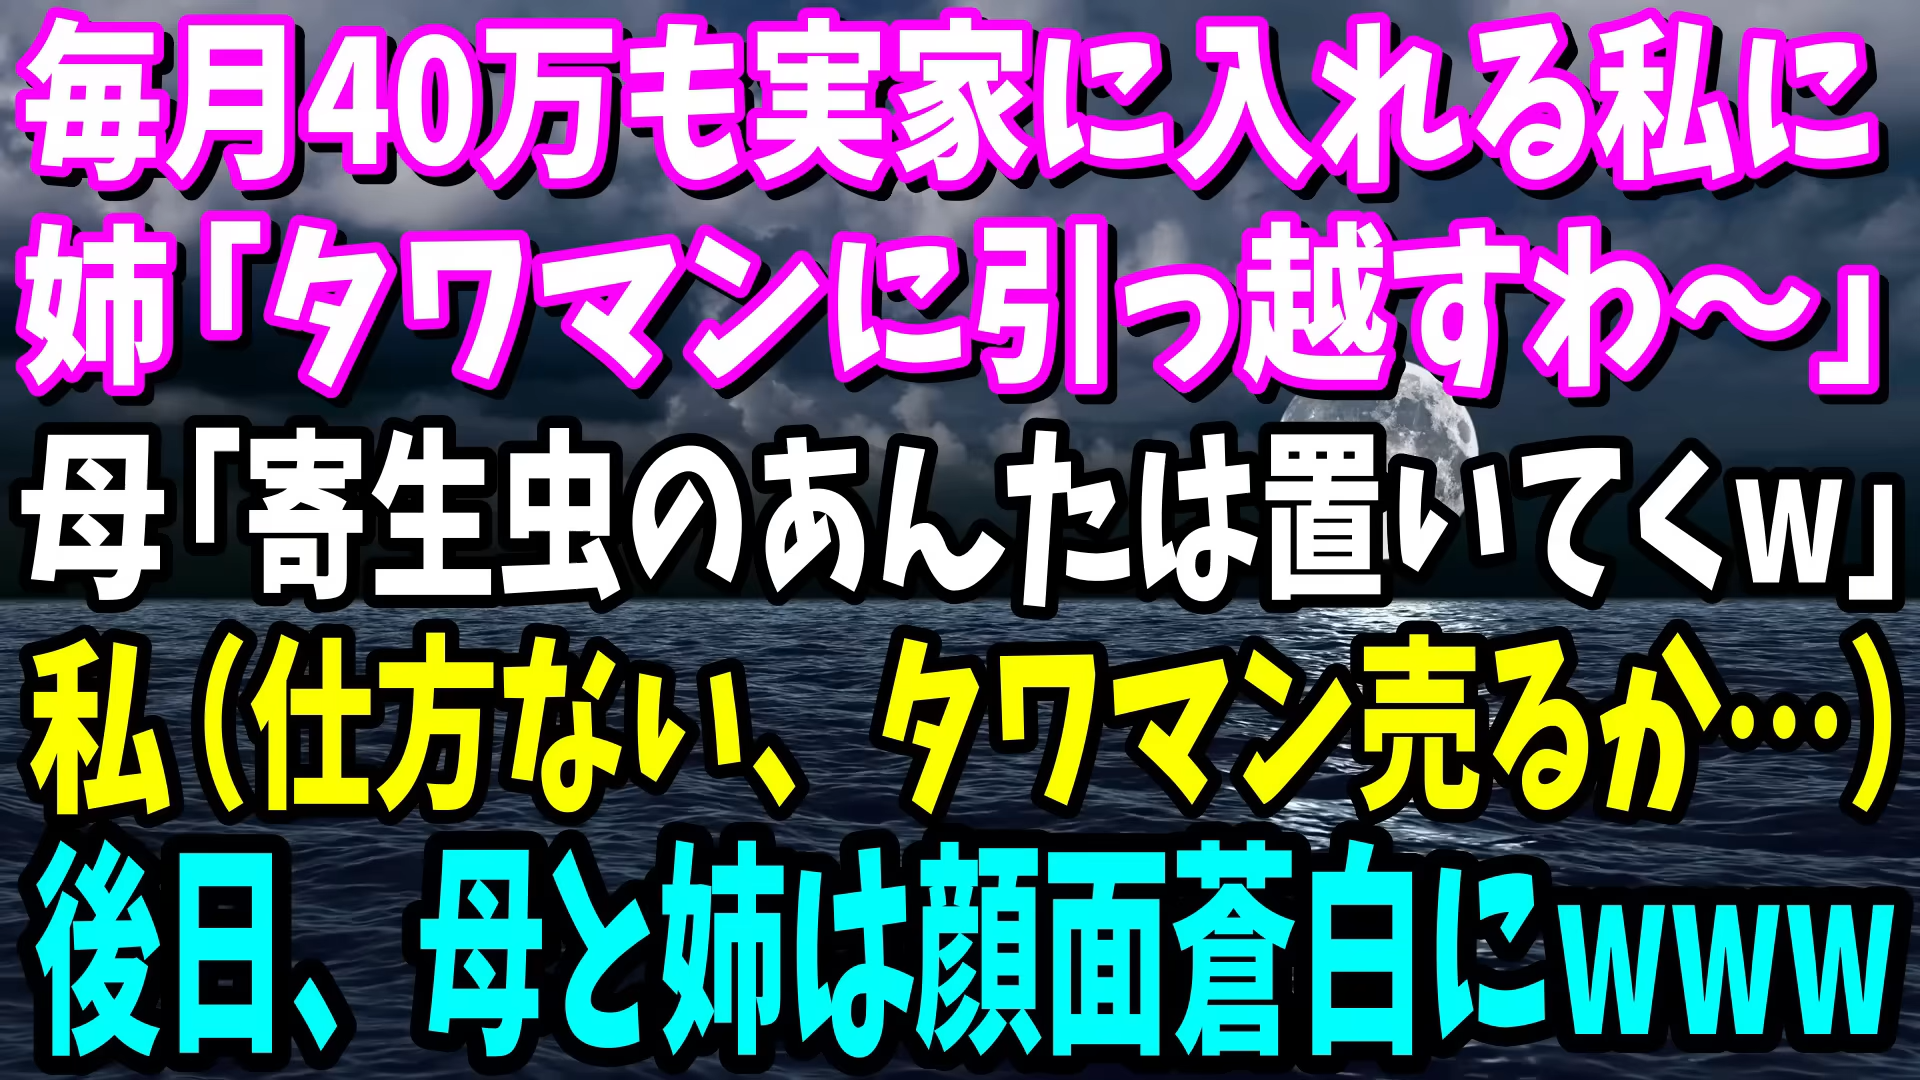 毎月40万も実家に入れる私に
姉「タワマンに引っ越すわ～」
母「寄生虫のあんたは置いてくw」
私(仕方ない、タワマン売るか…)
後日、母と姉は顔面蒼白にwww